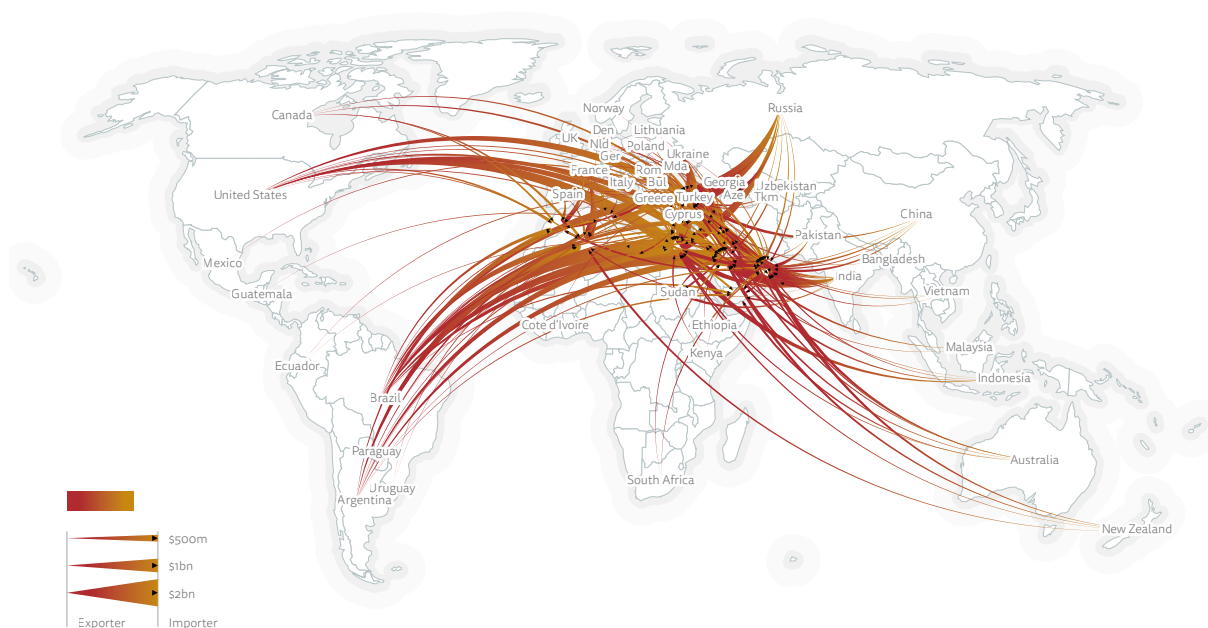 Canada
Norway
Russia
UK
Den
Lithuania
Nld
Poland
Ger
Ukraine
France
Rom
Mda
United States
Spain
Italy
Bul
Georgia
Uzbekistan
Greece
Turkey
Aze
Tkm
Cyprus
China
Pakistan
Mexico
Bangladesh
India
Guatemala
Sudan
Vietnam
Cote d'Ivoire
Ethiopia
Kenya
Malaysia
Ecuador
Indonesia
Brazil
Paraguay
Australia
South Africa
Uruguay
Argentina
New Zealand
$500m
$1bn
$2bn
Exporter
Importer